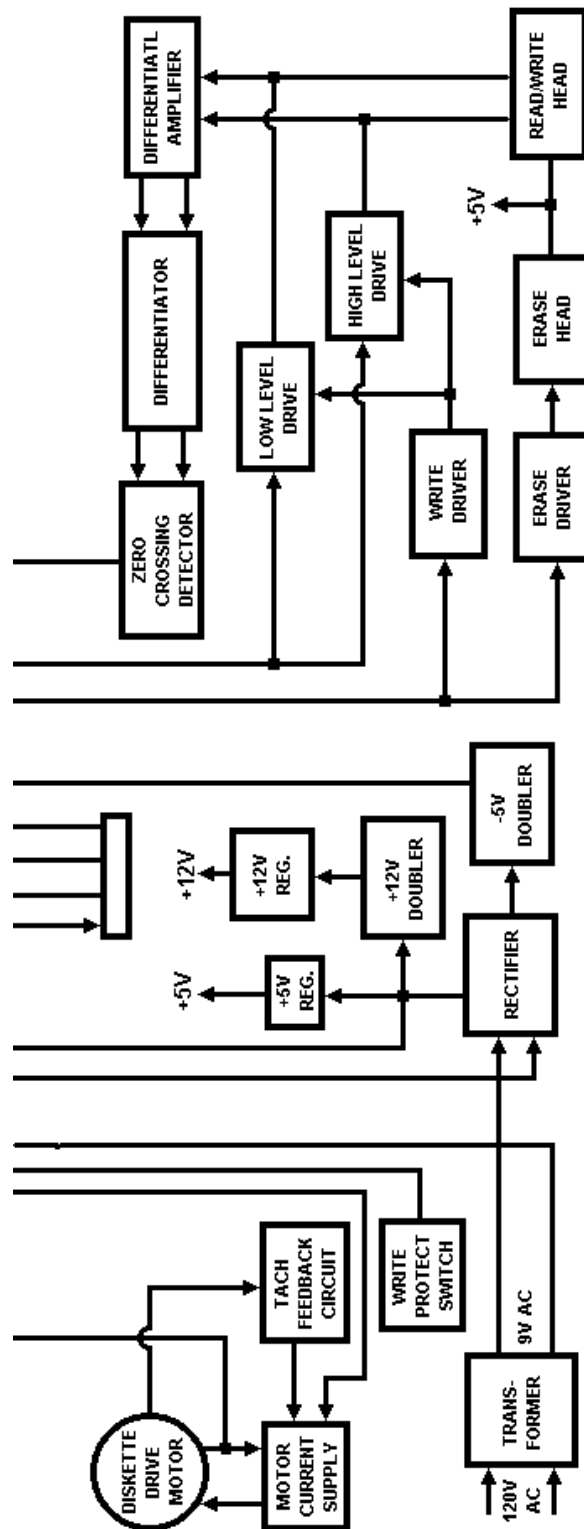 DIFFERENTIATL
AMPLIFIER
READ/WRITE
HEAD
+5V
DIFFERENTIATOR
HIGH LEVEL
DRIVE
ERASE
HEAD
LOW LEVEL
DRIVE
ZERO
CROSSING
DETECTOR
WRITE
DRIVER
ERASE
DRIVER
-5V
DOUBLER
+12V
+12V
REG.
+12V
DOUBLER
+5V
+5V
REG.
RECTIFIER
TACH
FEEDBACK
CIRCUIT
WRITE
PROTECT
SWITCH
9V AC
DISKETTE
DRIVE
MOTOR
MOTOR
CURRENT
SUPPLY
TRANS-
FORMER
120V
AC